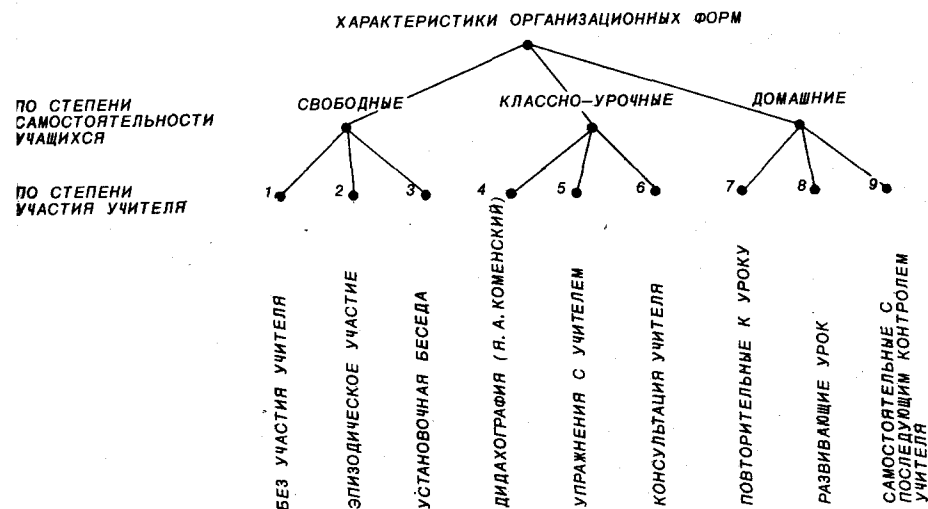 ХАРАКТЕРИСТИКИ ОРГАНИЗАЦИОННЫХ ФОРМ
ПО СТЕПЕНИ
САМОСТОЯТЕЛЬНОСТИ
УЧАЩИХСЯ
СВОБОДНЫЕ
КЛАССНО-УРОЧНЫЕ
ДОМАШНИЕ
ПО СТЕПЕНИ
УЧАСТИЯ УЧИТЕЛЯ
1
2
3
4
5
6
7
8
9
БЕЗ УЧАСТИЯ УЧИТЕЛЯ
ЭПИЗОДИЧЕСКОЕ УЧАСТИЕ
УСТАНОВОЧНАЯ БЕСЕДА
ДИДАХОГРАФИЯ (Я.А.КОМЕНСКИЙ)
УПРАЖНЕНИЯ С УЧИТЕЛЕМ
КОНСУЛЬТАЦИЯ УЧИТЕЛЯ
ПОВТОРИТЕЛЬНЫЕ К УРОКУ
РАЗВИВАЮЩИЕ УРОК
САМОСТОЯТЕЛЬНЫЕ С
ПОСЛЕДУЮЩИМ КОНТРОЛЕМ
УЧИТЕЛЯ